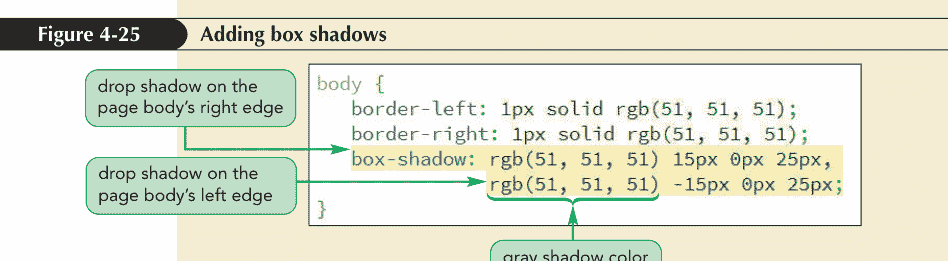 Figure 4-25 Adding box shadows
drop shadow on the
page body's right edge
drop shadow on the
page body's left edge
body {
border-left: 1px solid rgb(51, 51, 51);
border-right: 1px solid rgb(51, 51, 51);
box-shadow: rgb(51, 51, 51) 15px 0px 25px,
rgb(51, 51, 51) -15px 0px 25px;
}
gray shadow color